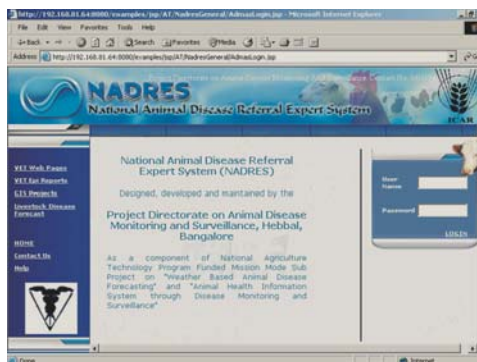 http://192.168.01.64:8080/examples/jsp/AT/NadresGeneral/AdmasLogin.jsp - Microsoft Internet Explorer
File Edit View Favorites Tools Help
Back Search Favorites Media
Address http://192.168.01.64:8080/examples/jsp/AT/NadresGeneral/AdmasLogin.jsp
NADRES
National Animal Disease Referral Expert System
ICAR
VET Web Pages
VET Epi Reports
GIS Projects
Livestock Disease
Forecast
HOME
Contact Us
Help
National Animal Disease Referral
Expert System (NADRES)
Designed, developed and maintained by the
Project Directorate on Animal Disease
Monitoring and Surveillance, Hebbal,
Bangalore
As a component of National Agriculture
Technology Program Funded Mission Mode Sub
Project on "Weather Based Animal Disease
Forecasting" and "Animal Health Information
System through Disease Monitoring and
Surveillance"
User
Name
Password
LOGIN
Done
Internet